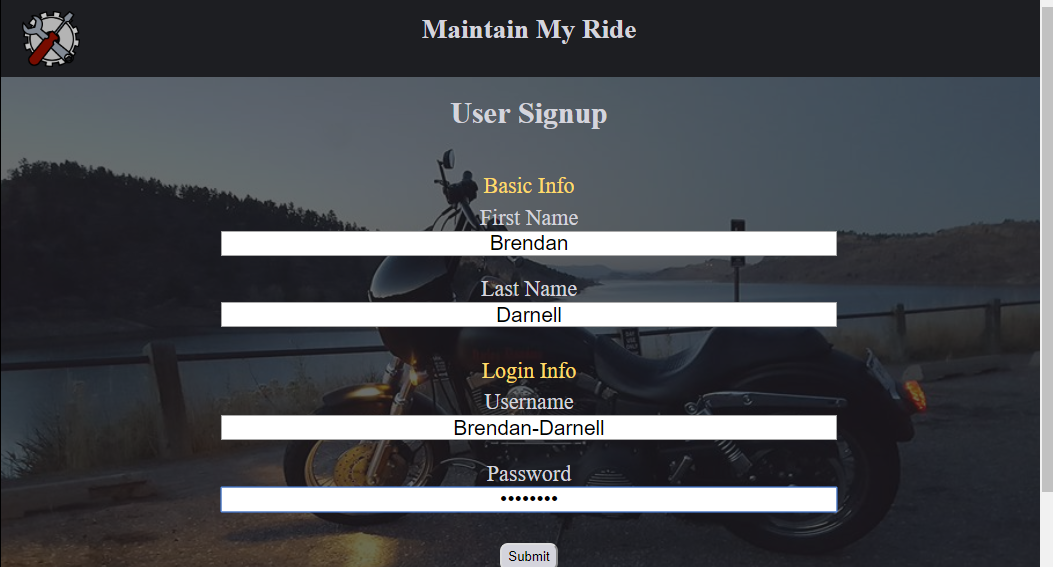 Maintain My Ride
User Signup
Basic Info
First Name
Brendan
Last Name
Darnell
Login Info
Username
Brendan-Darnell
Password
••••••••
Submit